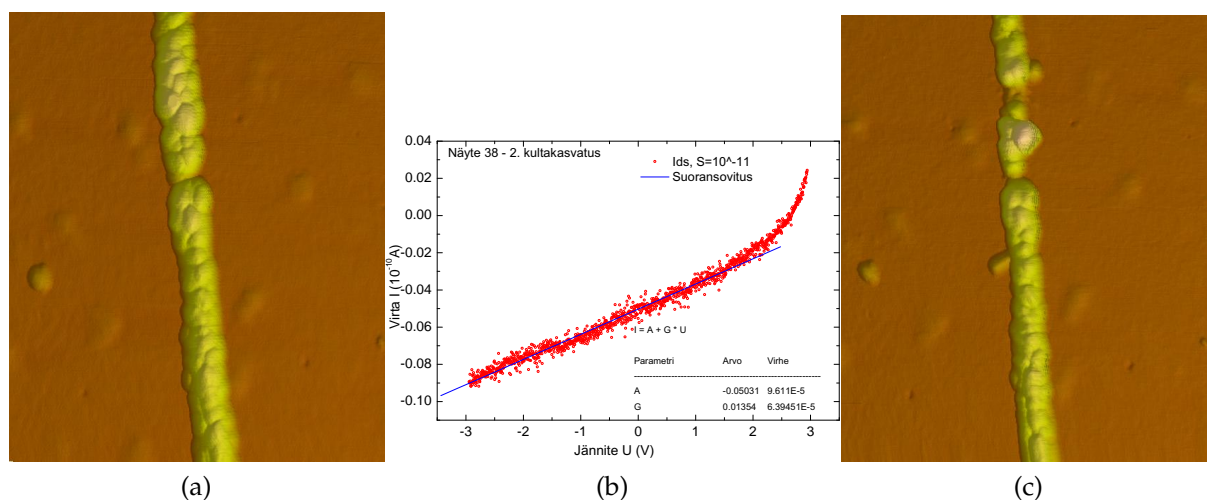 Näyte 38 - 2. kultakasvatus
Ids, S=10^-11
Suoransovitus
0.04
0.02
0.00
-0.02
-0.04
-0.06
-0.08
-0.10
Virta I (10^-10 A)
I = A + G * U
Parametri Arvo Virhe
------------------------------------------------------------
A -0.05031 9.611E-5
G 0.01354 6.39451E-5
-3 -2 -1 0 1 2 3
Jännite U (V)
(a) (b) (c)